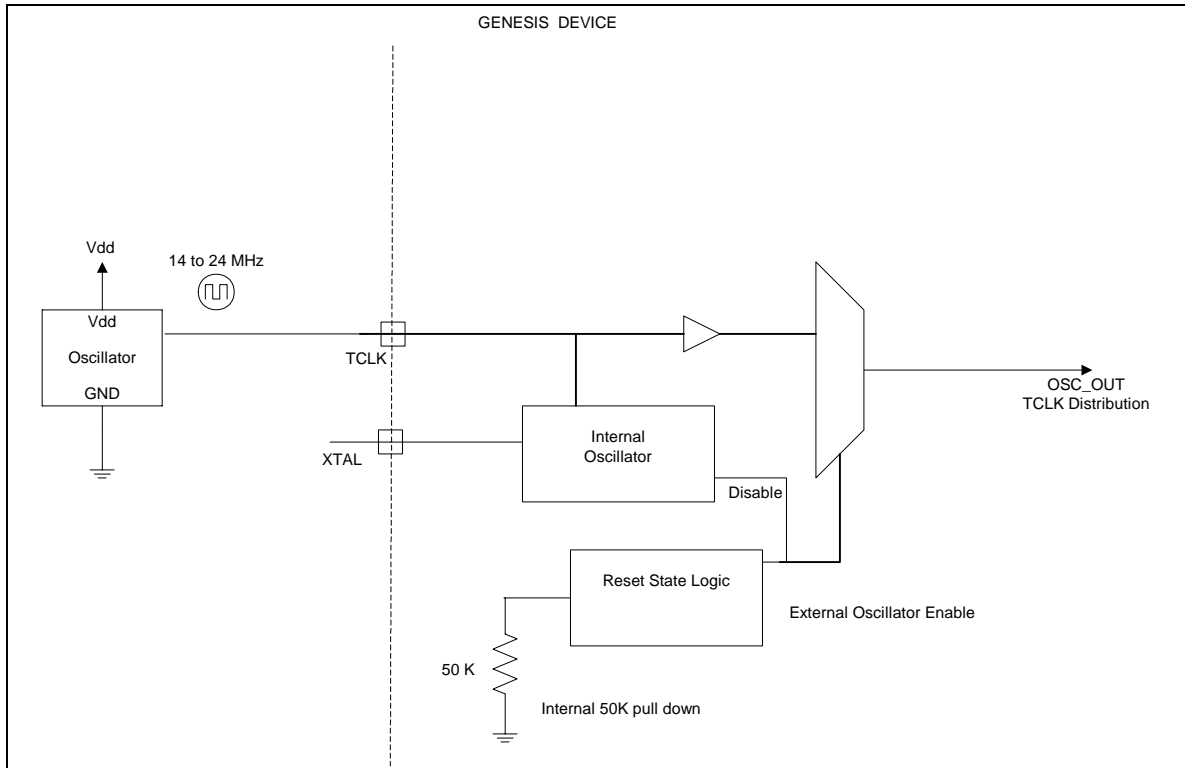 GENESIS DEVICE
Vdd
14 to 24 MHz
Vdd
Oscillator
GND
TCLK
XTAL
Internal
Oscillator
Disable
OSC_OUT
TCLK Distribution
Reset State Logic
External Oscillator Enable
50 K
Internal 50K pull down